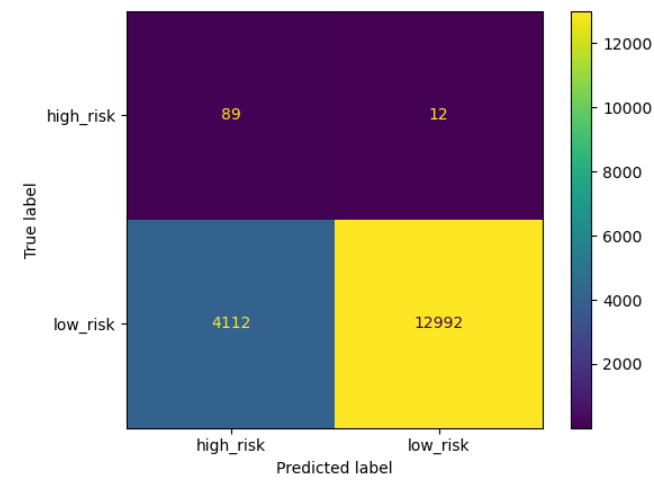 high_risk
89
12
low_risk
4112
12992
high_risk
low_risk
Predicted label
True label
12000
10000
8000
6000
4000
2000